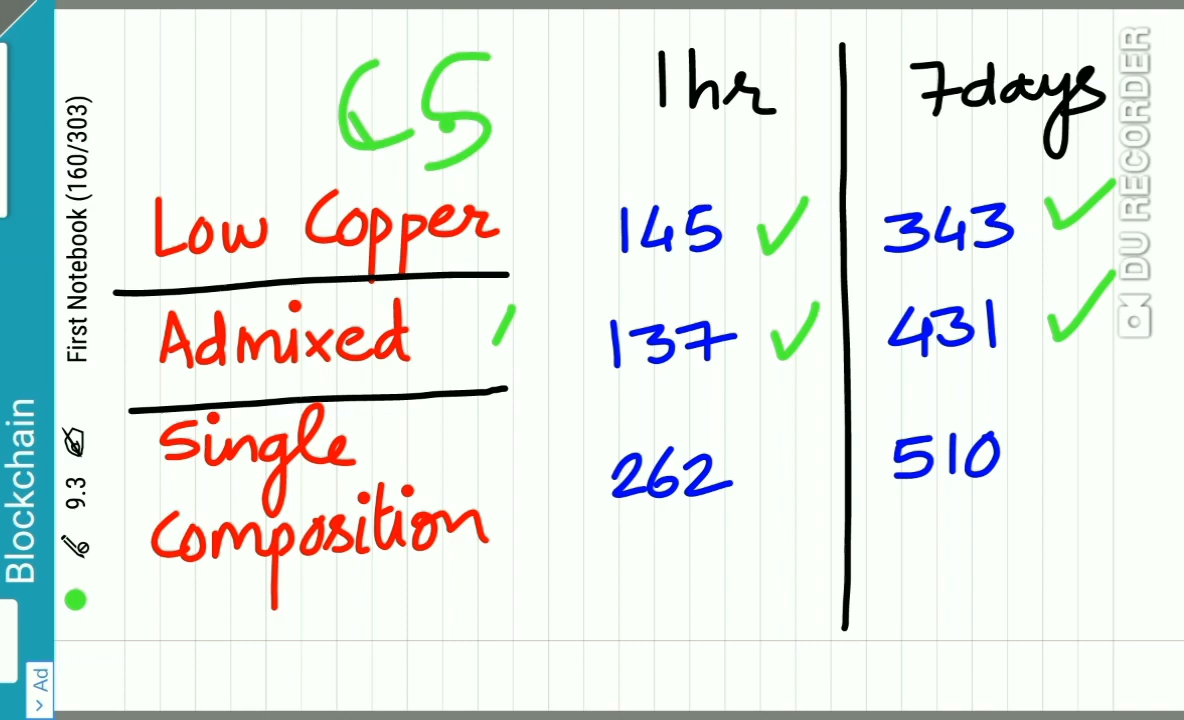 CS 1hr 7days
Low Copper 145 343
Admixed 137 431
Single 262 510
Composition
First Notebook (160/303)
9.3
Blockchain
Ad
DU RECORDER